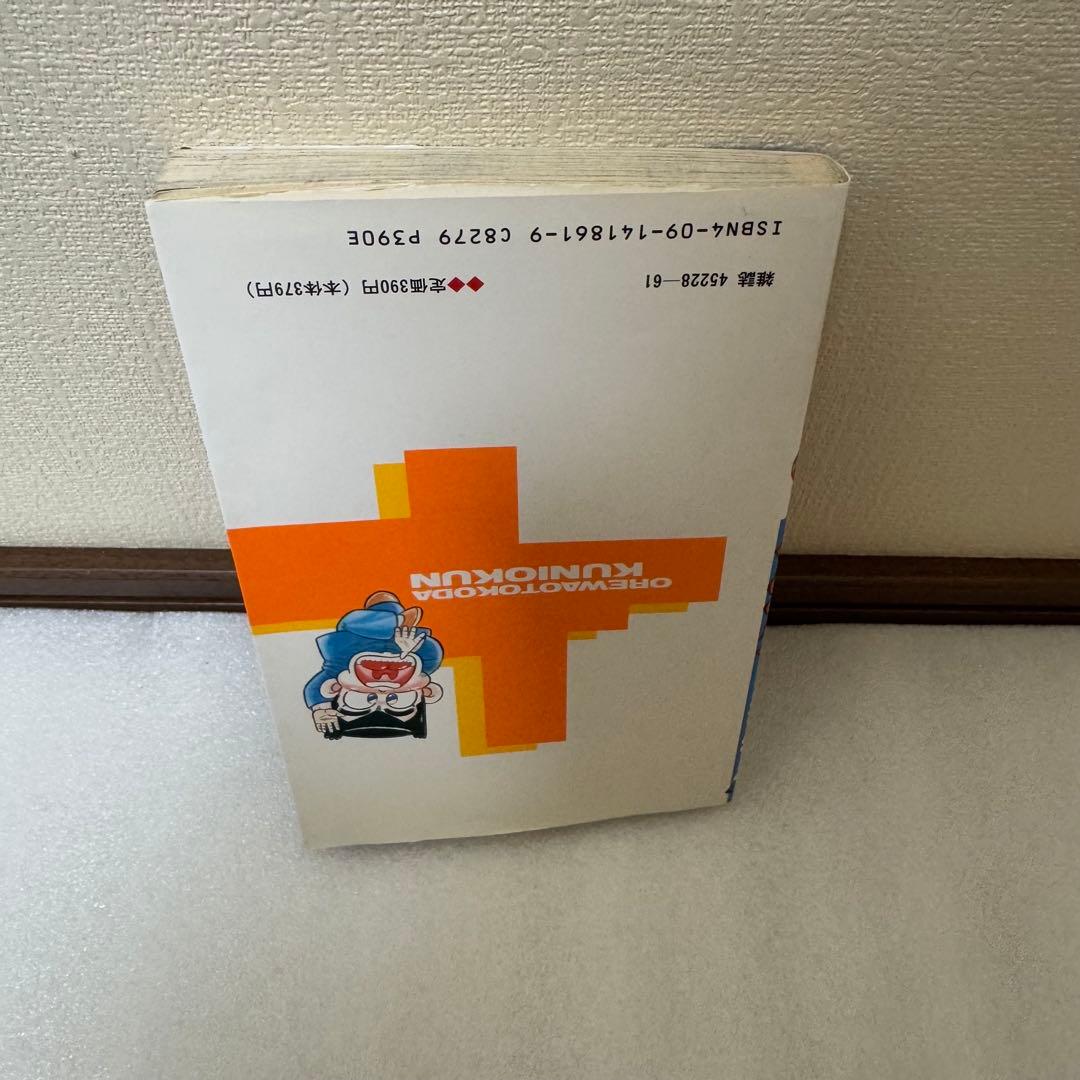 OREWAOTOKODA
KUNIOKUN
雑誌 45228—61
◆◆定価390円（本体379円）
ISBN4-09-141861-9 C8279 P390E